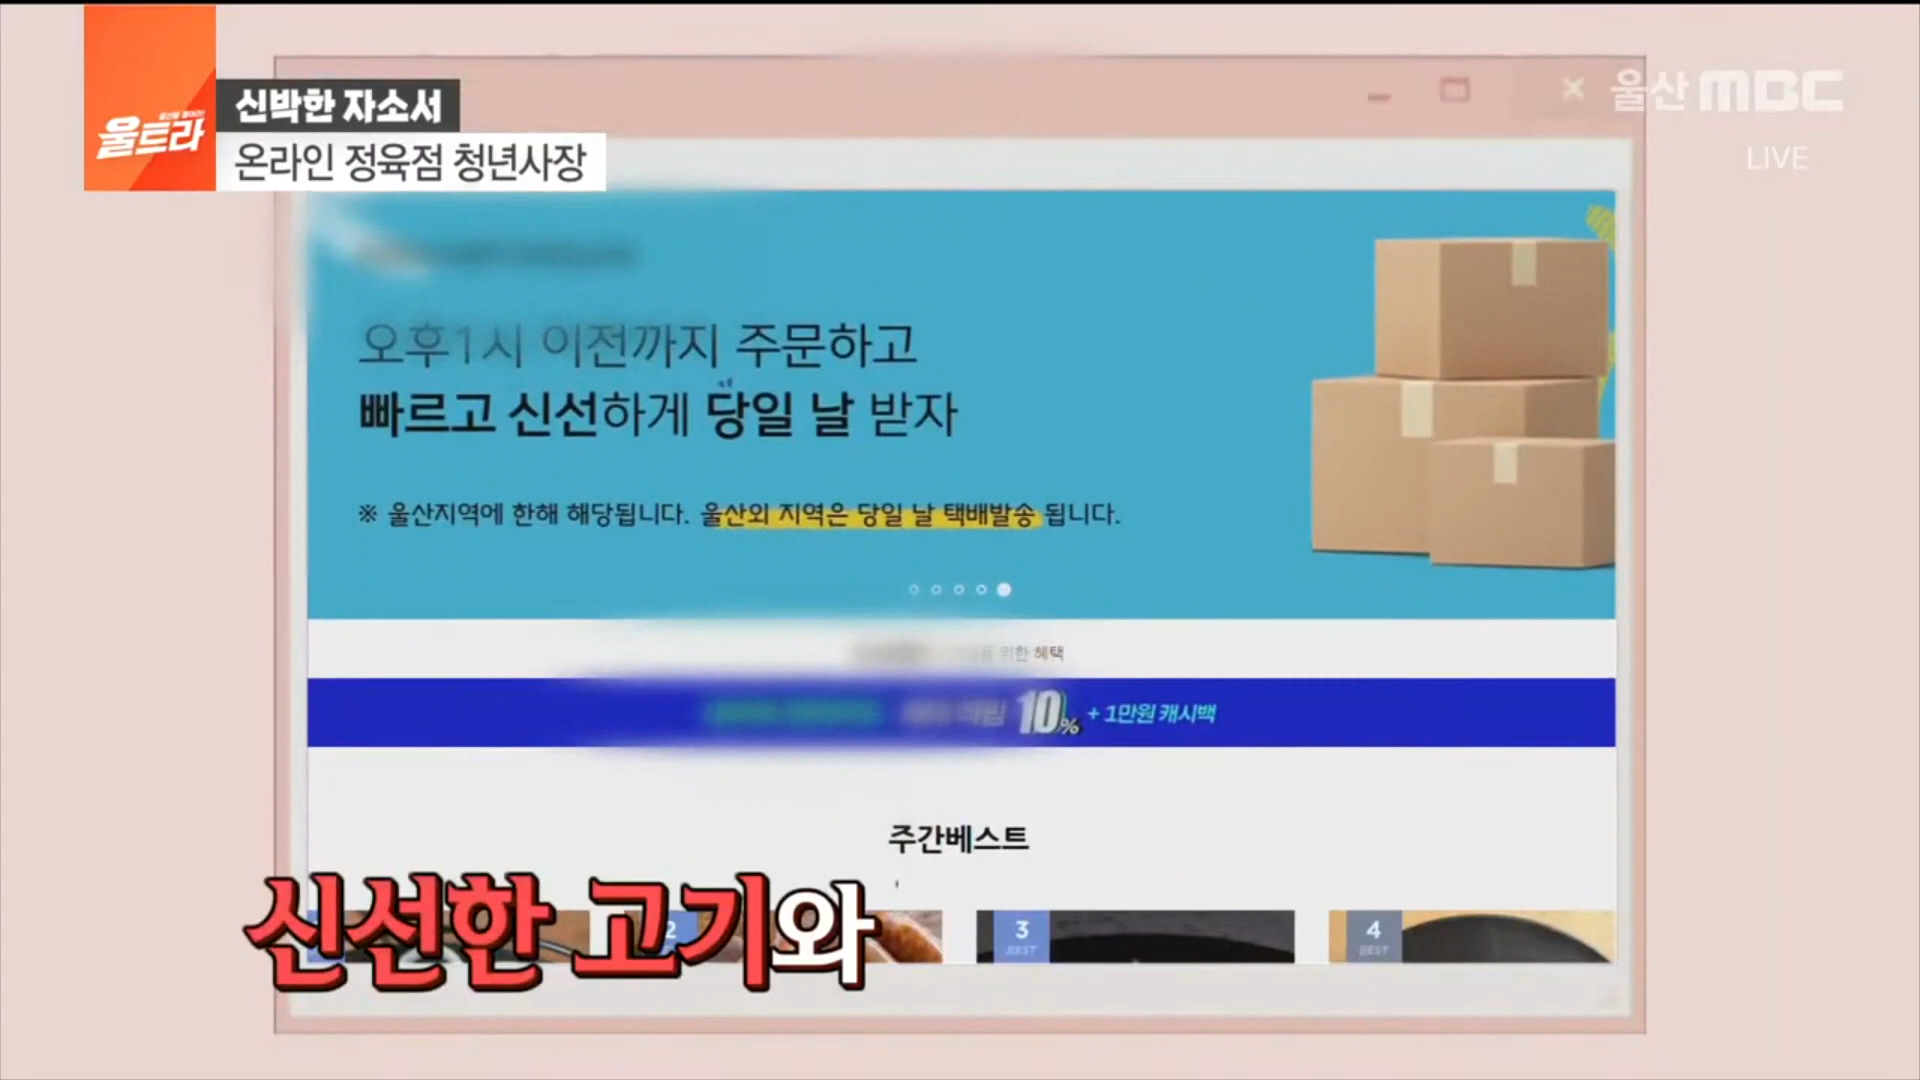 울트라
신박한 자소서
온라인 정육점 청년사장
울산 MBC
LIVE
오후1시 이전까지 주문하고
빠르고 신선하게 당일 날 받자
※ 울산지역에 한해 해당됩니다. 울산외 지역은 당일 날 택배발송 됩니다.
위한 혜택
10% + 1만원 캐시백
주간베스트
2
3
BEST
4
BEST
신선한 고기와